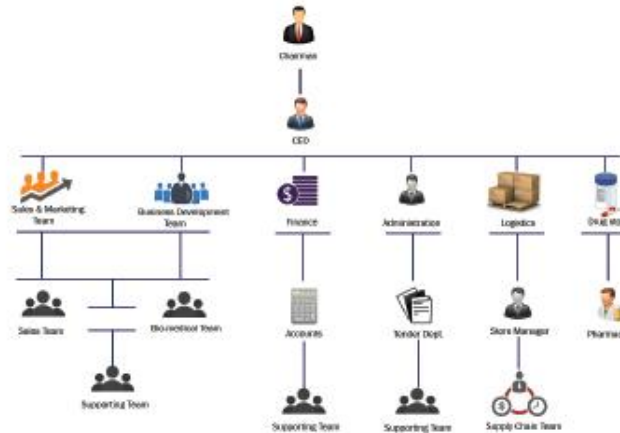 Chairman
CEO
Sales & Marketing
Team
Business Development
Team
Finance
Administration
Logistics
Drug
Sales Team
Bio-medical Team
Accounts
Tender Dept.
Store Manager
Supporting Team
Supporting Team
Supporting Team
Supply Chain Team